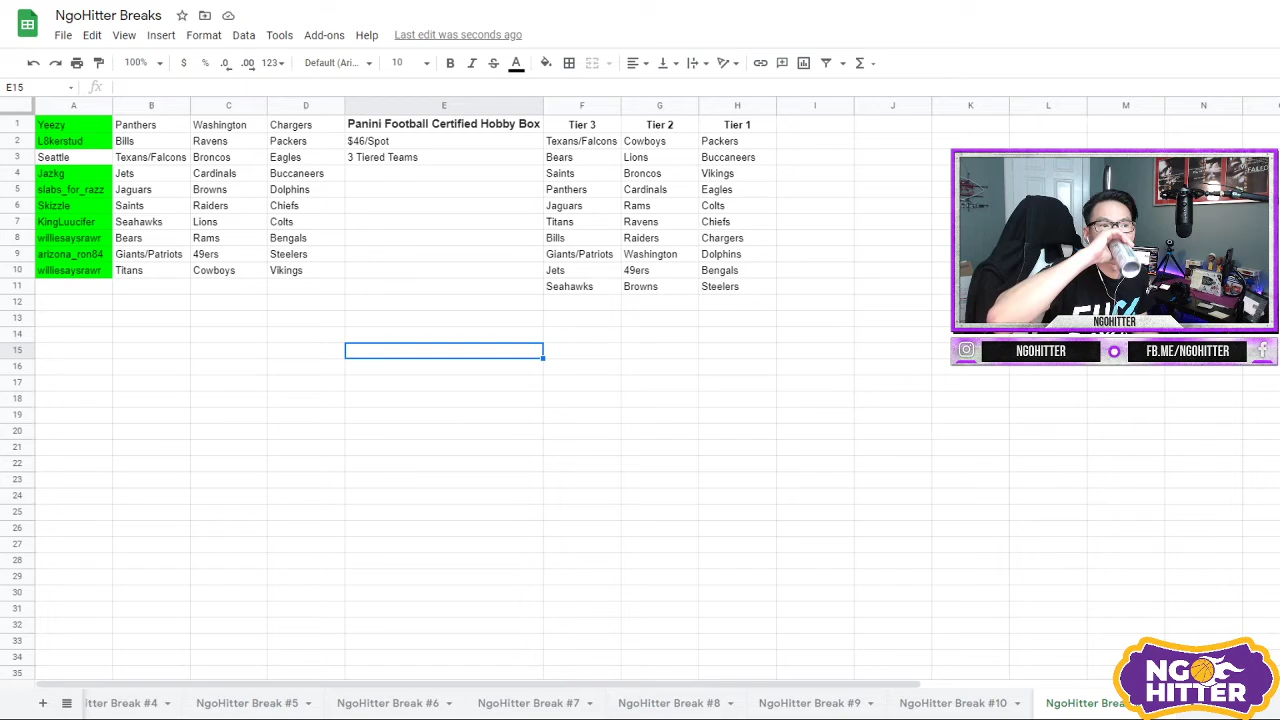 NgoHitter Breaks
File Edit View Insert Format Data Tools Add-ons Help Last edit was seconds ago
100% $ % .0 .00 123 Default (Ari... 10 B I S A
E15 fx
A B C D E F G H I J K L M N
1 Yeezy Panthers Washington Chargers Panini Football Certified Hobby Box Tier 3 Tier 2 Tier 1
2 L8kerstud Bills Ravens Packers $46/Spot Texans/Falcons Cowboys Packers
3 Seattle Texans/Falcons Broncos Eagles 3 Tiered Teams Bears Lions Buccaneers
4 Jazkg Jets Cardinals Buccaneers Saints Broncos Vikings
5 slabs_for_razz Jaguars Browns Dolphins Panthers Cardinals Eagles
6 Skizzle Saints Raiders Chiefs Jaguars Rams Colts
7 KingLuucifer Seahawks Lions Colts Titans Ravens Chiefs
8 williesaysrawr Bears Rams Bengals Bills Raiders Chargers
9 arizona_ron84 Giants/Patriots 49ers Steelers Giants/Patriots Washington Dolphins
10 williesaysrawr Titans Cowboys Vikings Jets 49ers Bengals
11 Seahawks Browns Steelers
12
13
14
15
16
17
18
19
20
21
22
23
24
25
26
27
28
29
30
31
32
33
34
35
NGOHITTER
NGOHITTER FB.ME/NGOHITTER
NGO
HITTER
itter Break #4 NgoHitter Break #5 NgoHitter Break #6 NgoHitter Break #7 NgoHitter Break #8 NgoHitter Break #9 NgoHitter Break #10 NgoHitter Brea